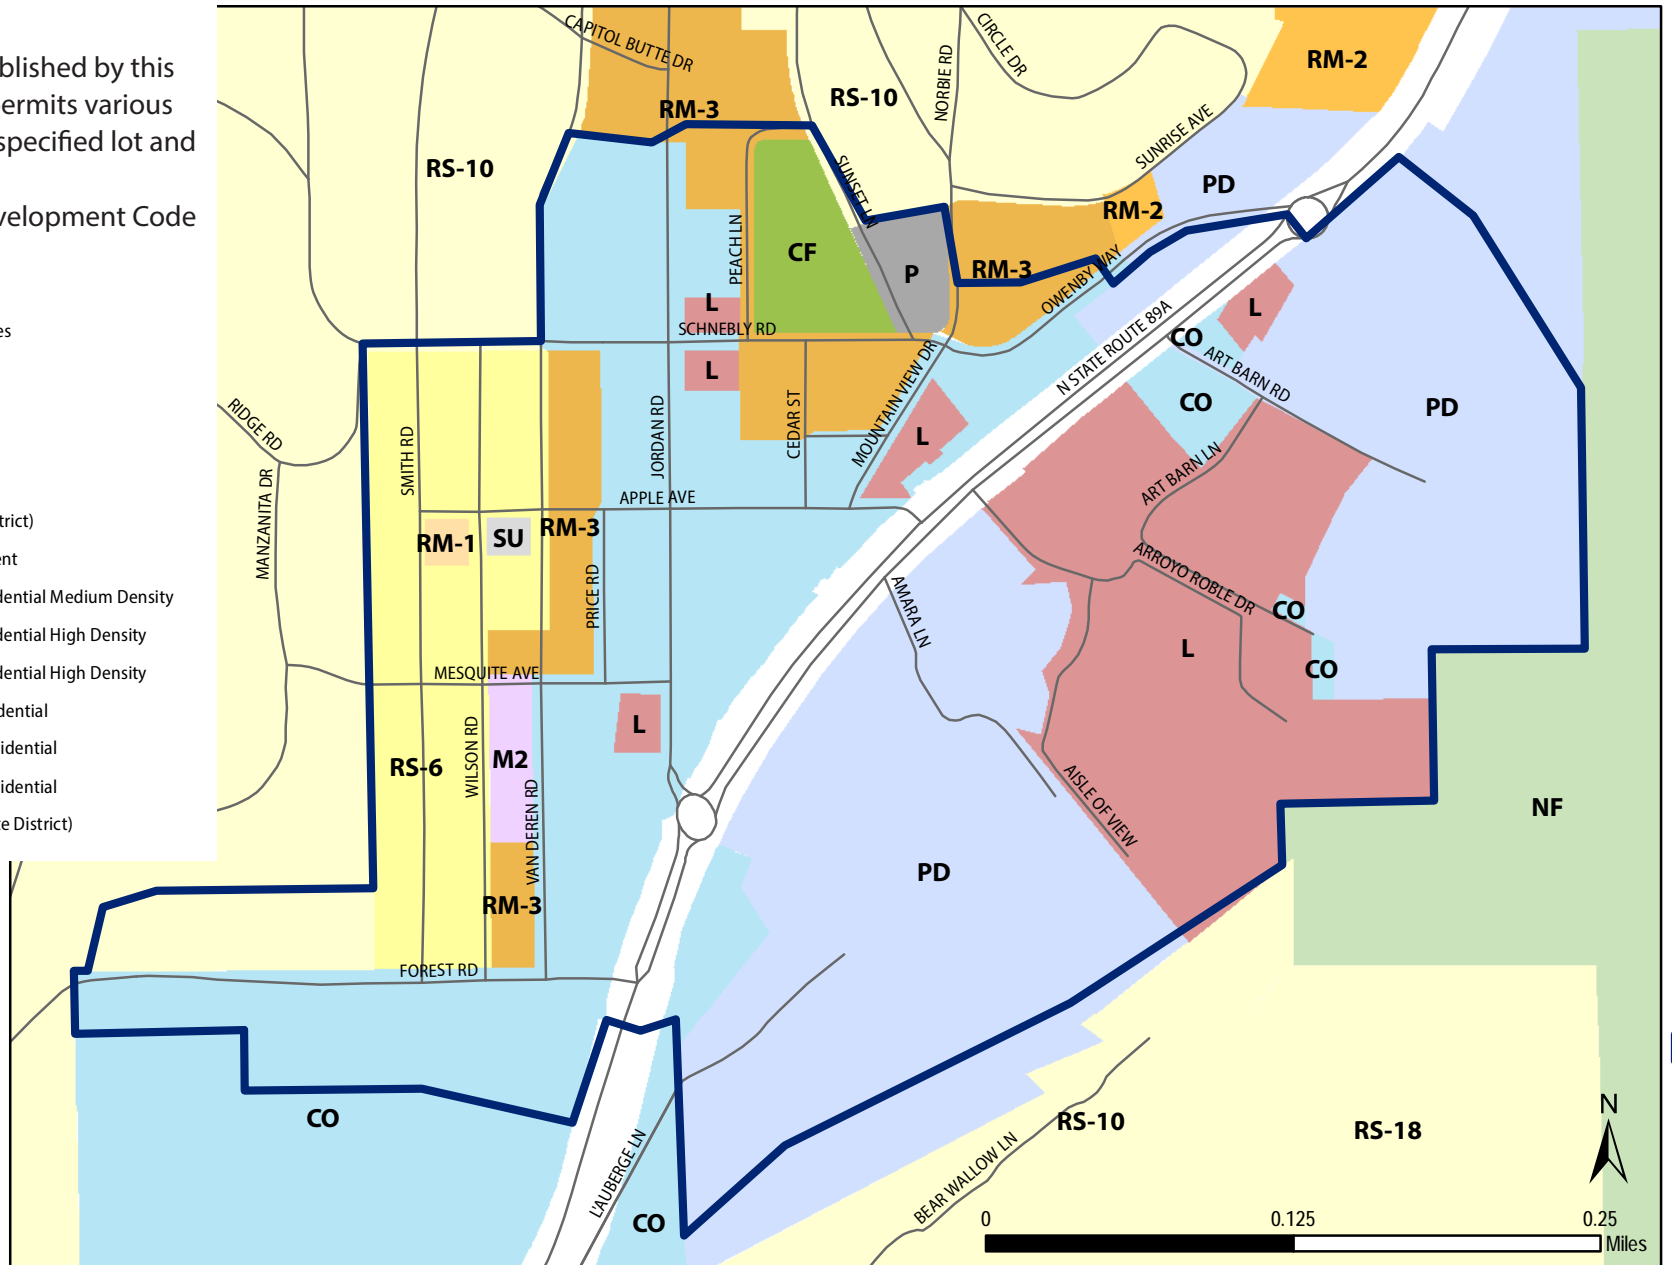 blished by this
permits various
specified lot and
velopment Code
es
trict)
ent
dential Medium Density
dential High Density
dential High Density
dential
idential
idential
te District)
CAPITOL BUTTE DR
CIRCLE DR
NORBIE RD
RM-2
RS-10
RM-3
SUNRISE AVE
RS-10
SUNSET LN
PD
RM-2
PEACH LN
CF
P
RM-3
OWENBY WAY
L
L
SCHNEBLY RD
N STATE ROUTE 89A
CO
ART BARN RD
L
MOUNTAIN VIEW DR
CO
PD
RIDGE RD
SMITH RD
JORDAN RD
CEDAR ST
L
MANZANITA DR
ART BARN LN
APPLE AVE
RM-1
SU
RM-3
PRICE RD
ARROYO ROBLE DR
AMARA LN
CO
L
MESQUITE AVE
CO
L
WILSON RD
M2
RS-6
VAN DEREN RD
AISLE OF VIEW
NF
PD
RM-3
FOREST RD
CO
N
RS-10
RS-18
L'AUBERGE LN
BEAR WALLOW LN
CO
0 0.125 0.25
Miles